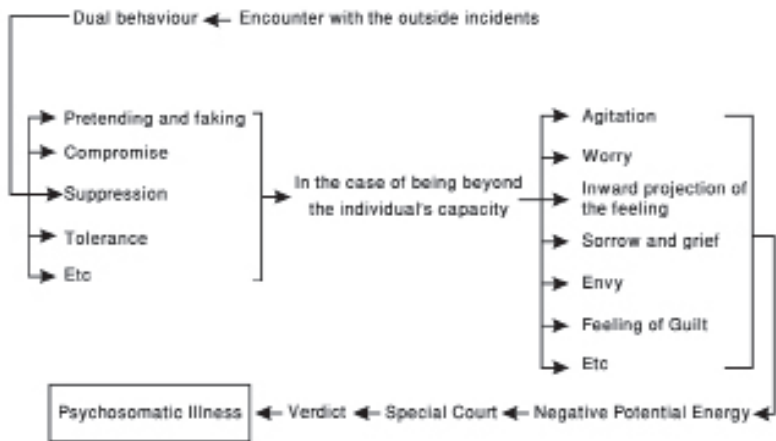 Dual behaviour
Encounter with the outside incidents
Pretending and faking
Compromise
Suppression
Tolerance
Etc
In the case of being beyond
the individual's capacity
Agitation
Worry
Inward projection of
the feeling
Sorrow and grief
Envy
Feeling of Guilt
Etc
Psychosomatic Illness
Verdict
Special Court
Negative Potential Energy